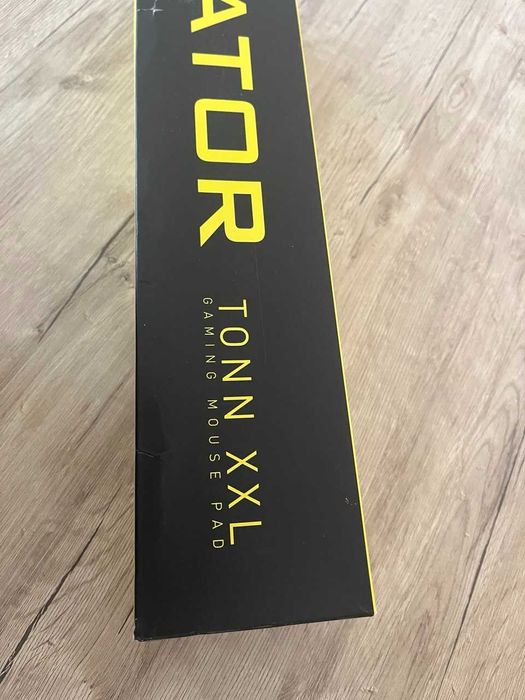 ATOR
TONN XXL
GAMING MOUSE PAD